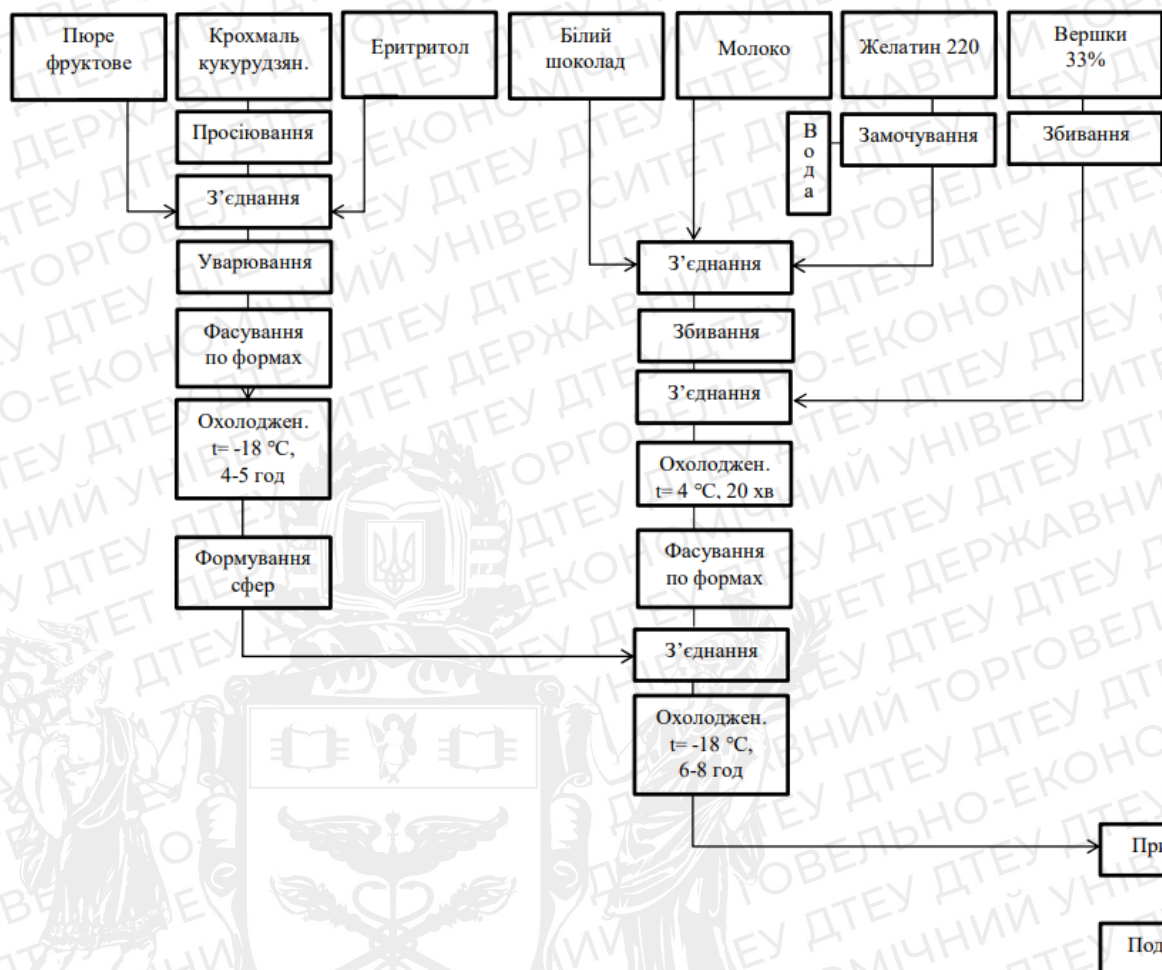 Пюре
фруктове
Крохмаль
кукурудзян.
Еритритол
Білий
шоколад
Молоко
Желатин 220
Вершки
33%
Просіювання
В
о
д
а
Замочування
Збивання
З’єднання
Уварювання
З’єднання
Фасування
по формах
Збивання
З’єднання
Охолоджен.
t= -18 °C,
4-5 год
Охолоджен.
t= 4 °C, 20 хв
Формування
сфер
Фасування
по формах
З’єднання
Охолоджен.
t= -18 °C,
6-8 год